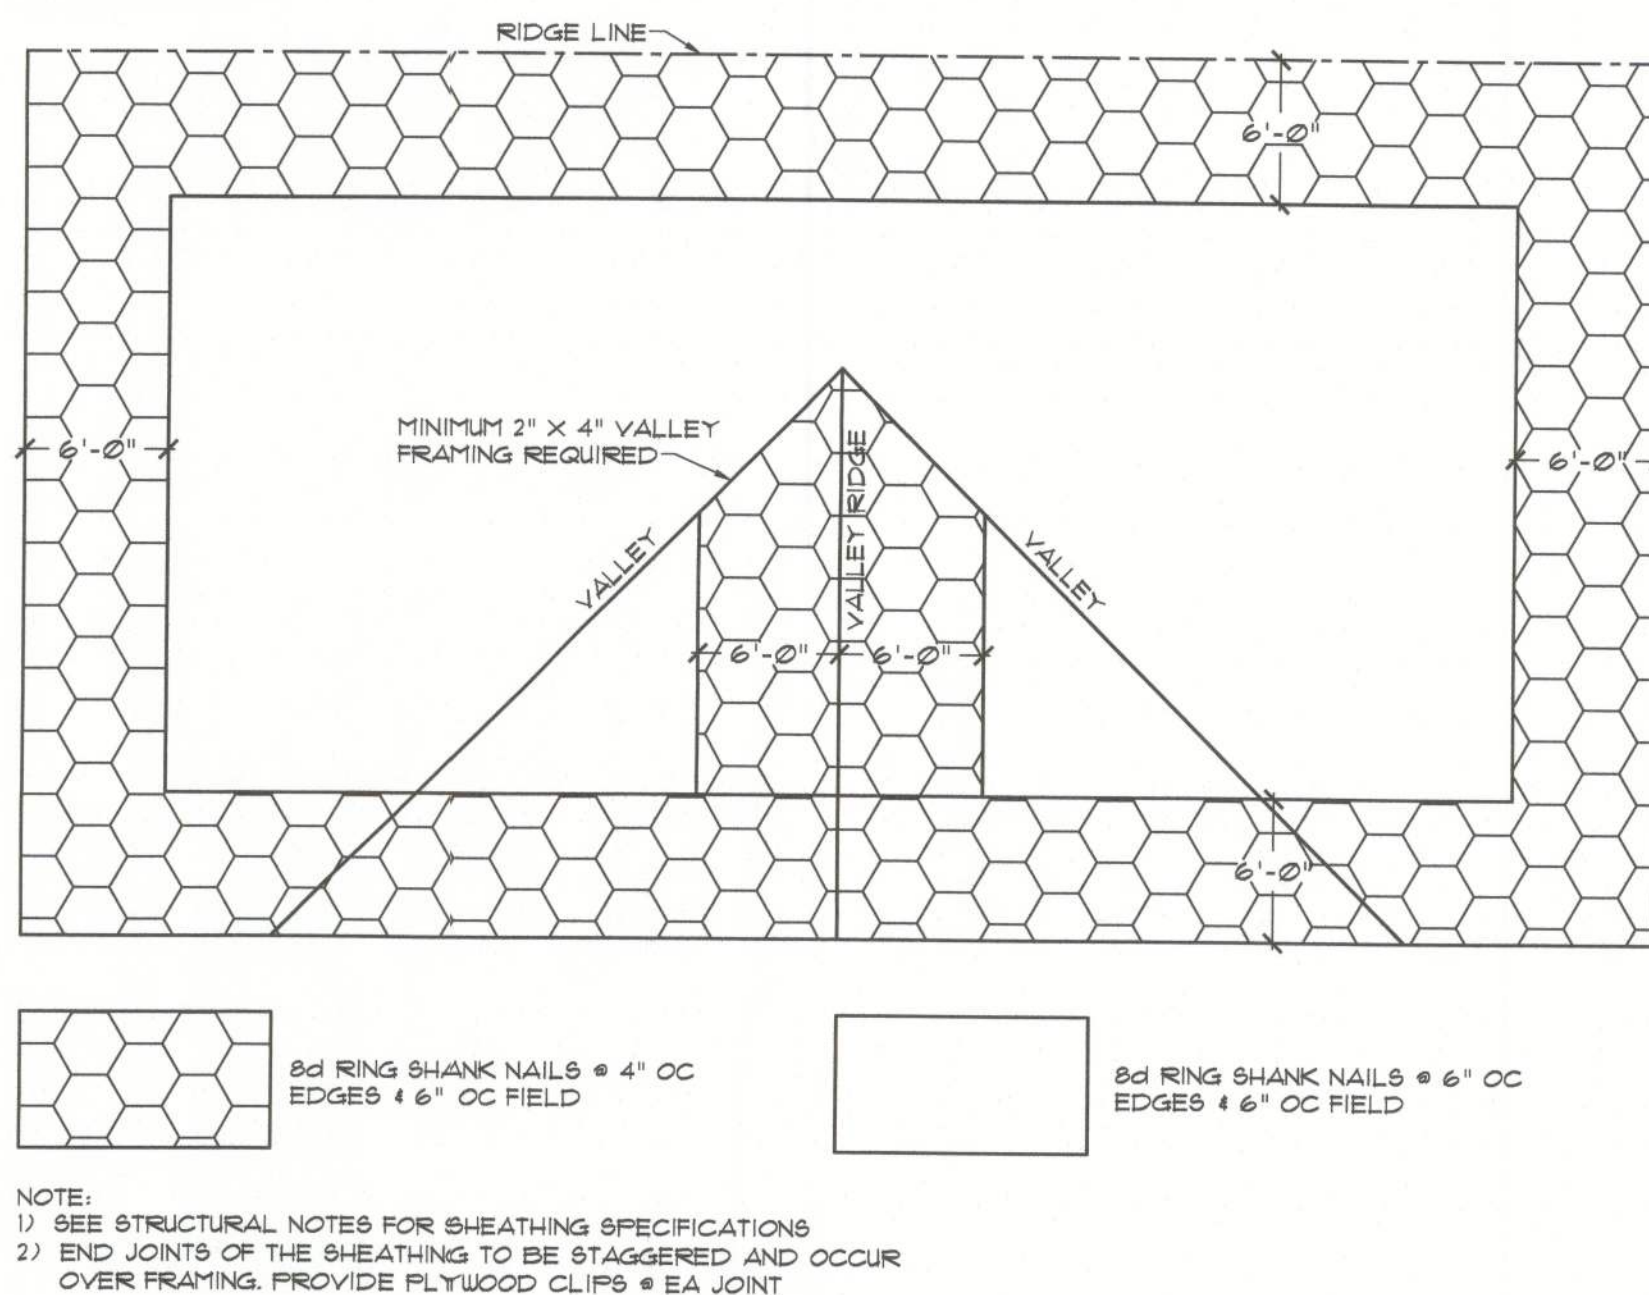 RIDGE LINE
6'-0"
MINIMUM 2" X 4" VALLEY
FRAMING REQUIRED
6'-0"
6'-0"
VALLEY
VALLEY RIDGE
VALLEY
6'-0"
6'-0"
6'-0"
8d RING SHANK NAILS @ 4" OC
EDGES & 6" OC FIELD
8d RING SHANK NAILS @ 6" OC
EDGES & 6" OC FIELD
NOTE:
1) SEE STRUCTURAL NOTES FOR SHEATHING SPECIFICATIONS
2) END JOINTS OF THE SHEATHING TO BE STAGGERED AND OCCUR
OVER FRAMING. PROVIDE PLYWOOD CLIPS @ EA JOINT